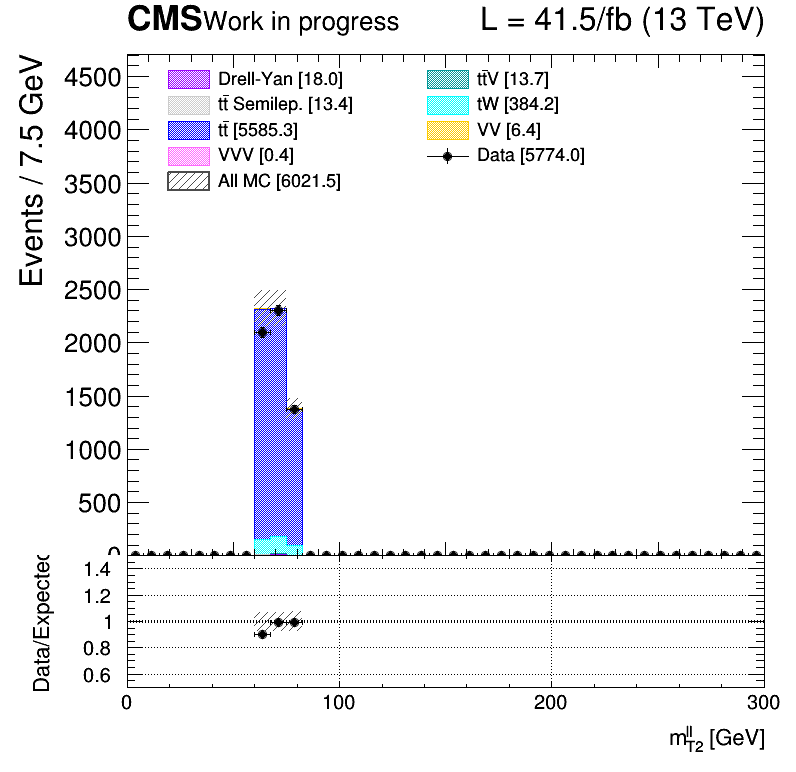 CMS Work in progress L = 41.5/fb (13 TeV)
Events / 7.5 GeV
4500
4000
3500
3000
2500
2000
1500
1000
500
0
Drell-Yan [18.0]
tt̄ Semilep. [13.4]
tt̄ [5585.3]
VVV [0.4]
All MC [6021.5]
tt̄V [13.7]
tW [384.2]
VV [6.4]
Data [5774.0]
Data/Expected
1.4
1.2
1
0.8
0.6
0 100 200 300
m_{T2}^{ll} [GeV]